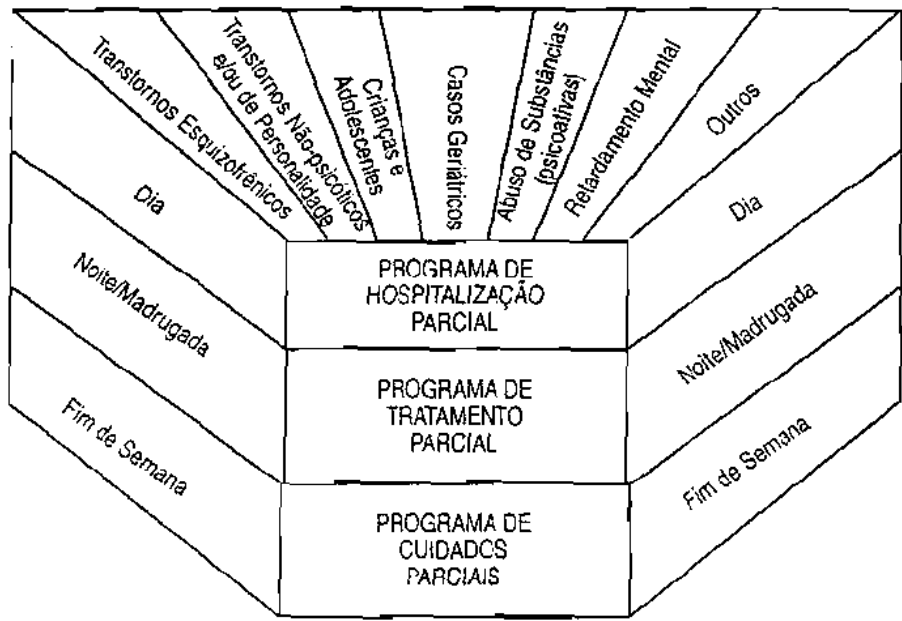 Transtornos Esquizofrênicos
Transtornos Não-psicóticos
e/ou de Personalidade
Crianças e
Adolescentes
Casos Geriátricos
Abuso de Substâncias
(psicoativas)
Retardamento Mental
Outros
Dia
Noite/Madrugada
Fim de Semana
PROGRAMA DE
HOSPITALIZAÇÃO
PARCIAL
PROGRAMA DE
TRATAMENTO
PARCIAL
PROGRAMA DE
CUIDADOS
PARCIAIS
Dia
Noite/Madrugada
Fim de Semana